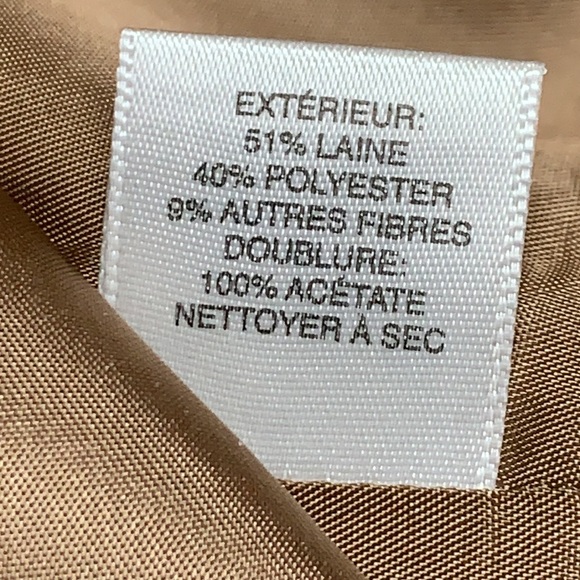 EXTÉRIEUR:
51% LAINE
40% POLYESTER
9% AUTRES FIBRES
DOUBLURE:
100% ACÉTATE
NETTOYER À SEC